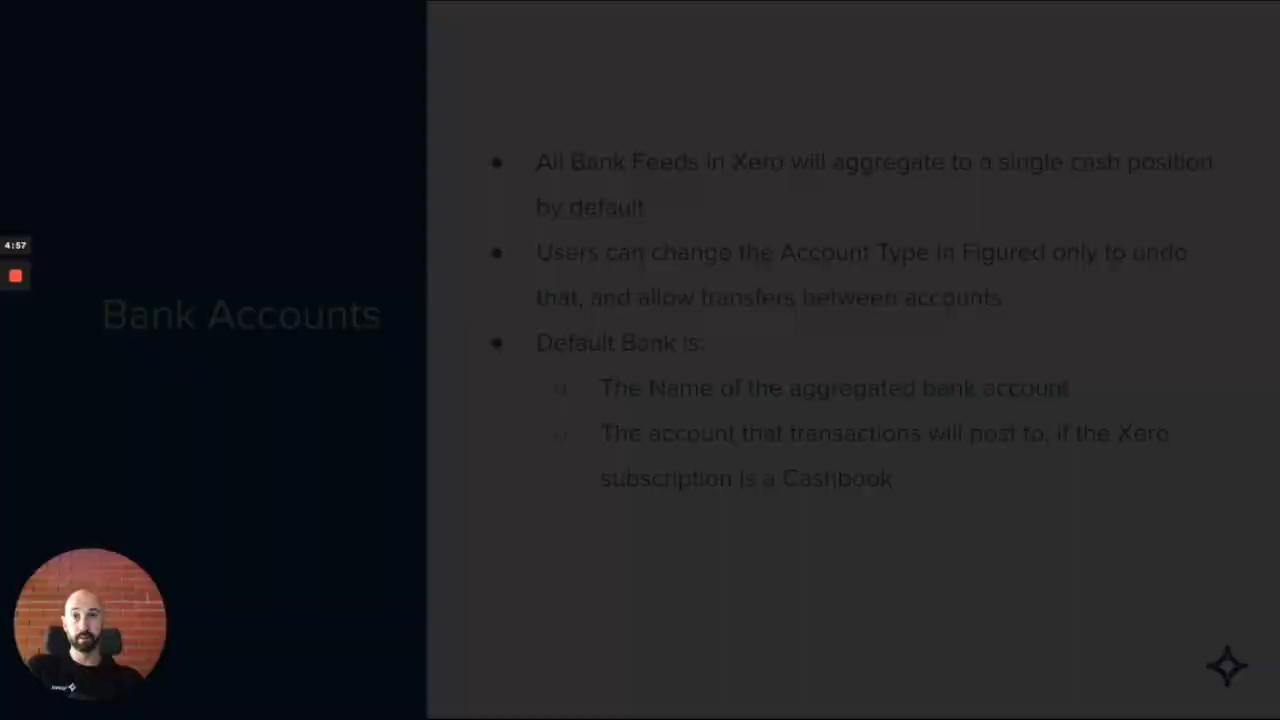 All Bank Feeds in Xero will aggregate to a single cash position
by default
4:57
Users can change the Account Type in Figured only to undo
that, and allow transfers between accounts
Bank Accounts
Default Bank is:
The Name of the aggregated bank account
The account that transactions will post to, if the Xero
subscription is a Cashbook